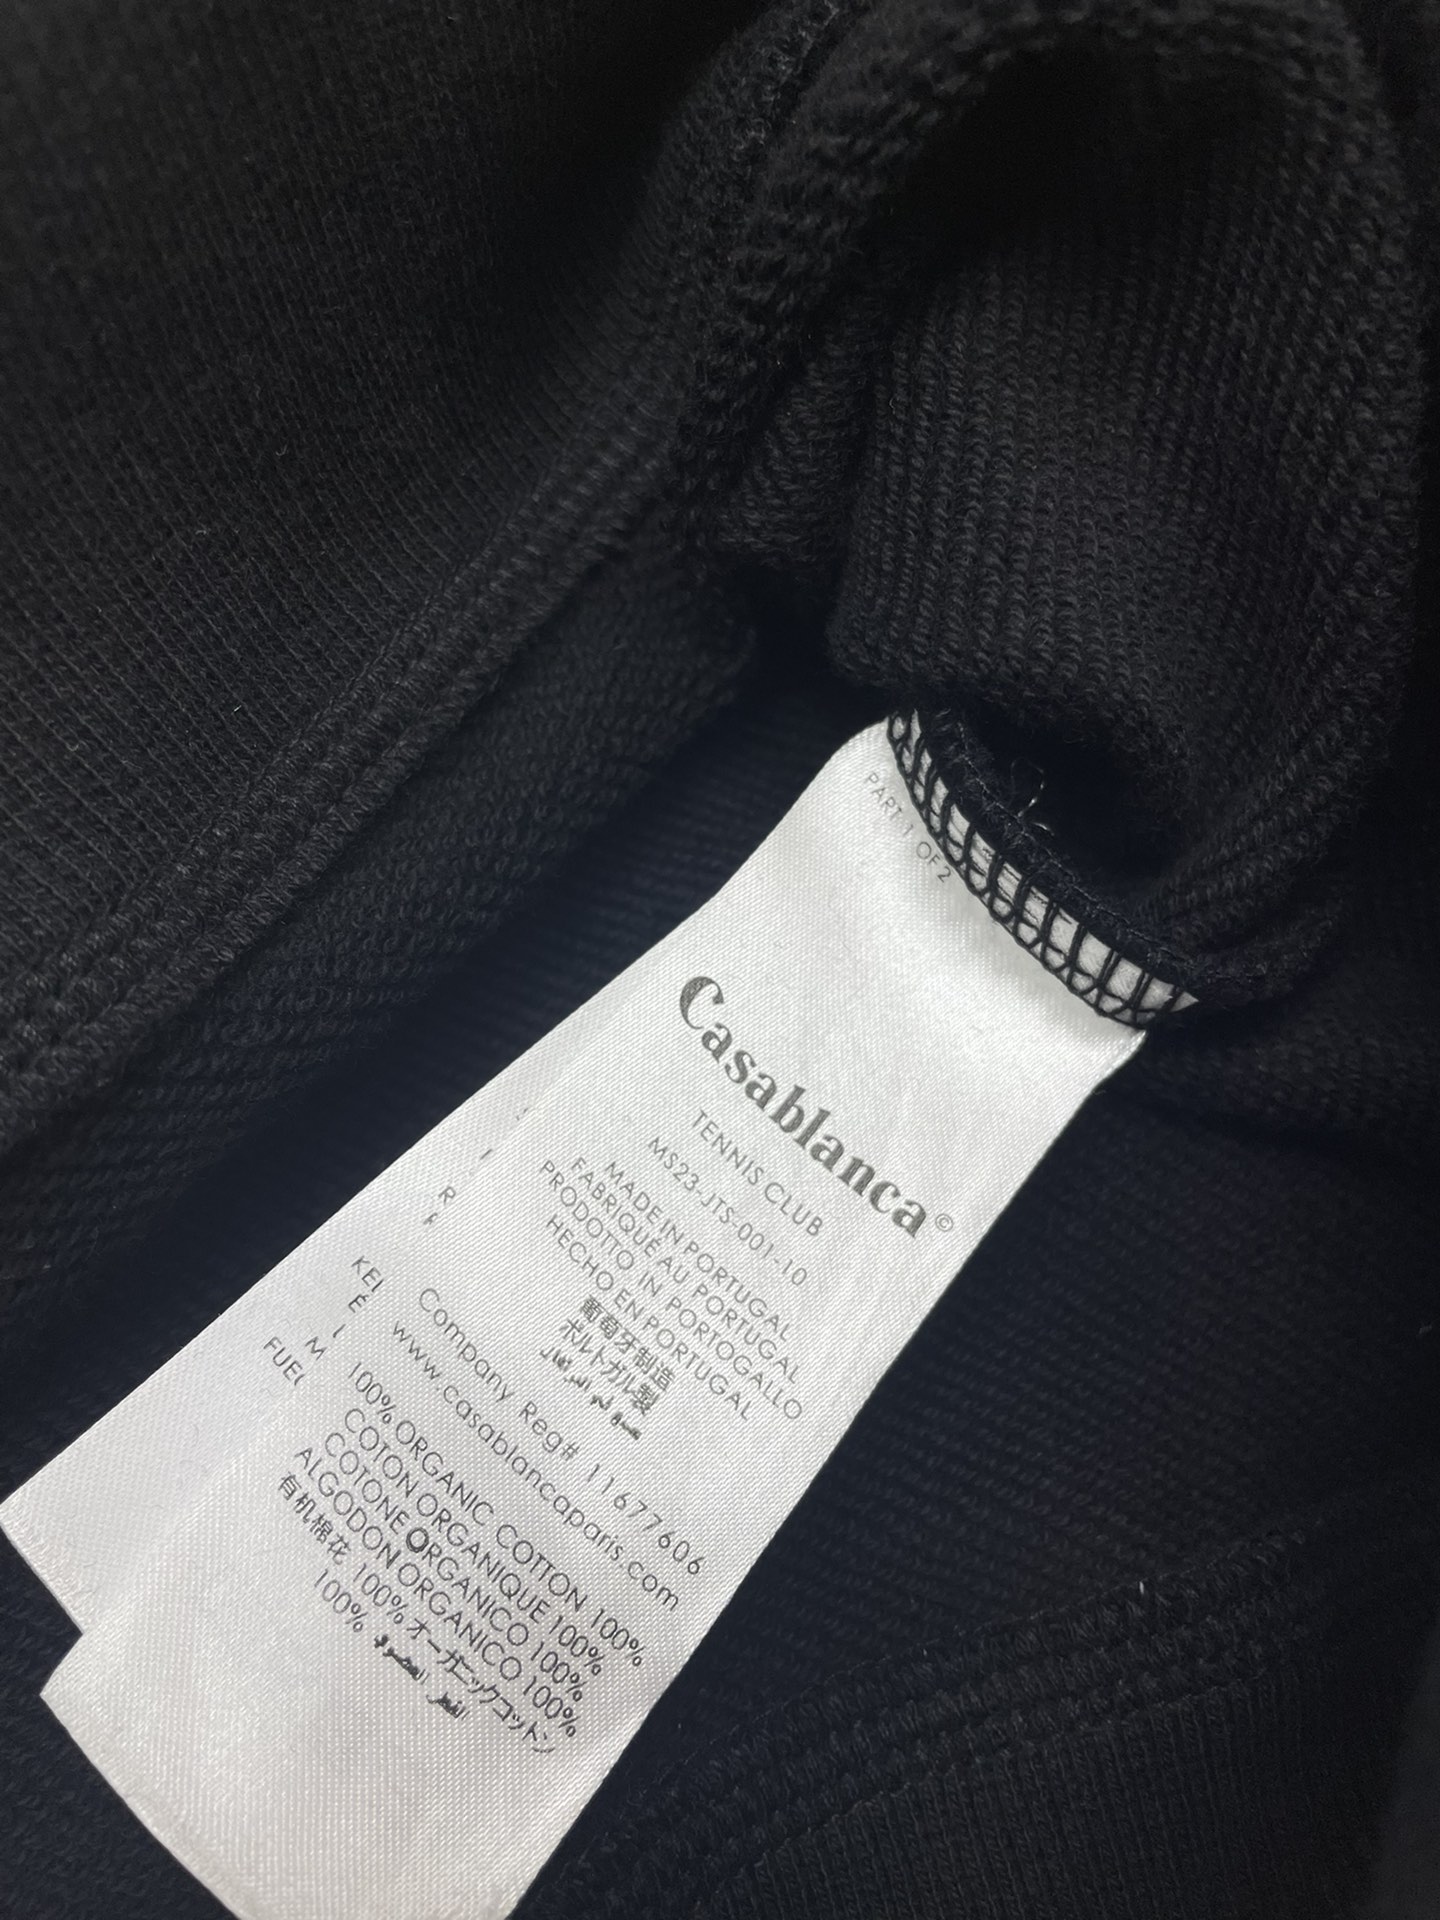 PART 1 OF 2
Casablanca©
TENNIS CLUB
MS23-JTS-001-10
MADE IN PORTUGAL
FABRIQUÉ AU PORTUGAL
PRODOTTO IN PORTOGALLO
HECHO EN PORTUGAL
葡萄牙制造
ポルトガル製
Company Reg# 11677606
www.casablancaparis.com
100% ORGANIC COTTON 100%
COTON ORGANIQUE 100%
COTONE ORGANICO 100%
ALGODON ORGANICO 100%
有机棉花 100% オーガニックコットン
100% القطن العضوي